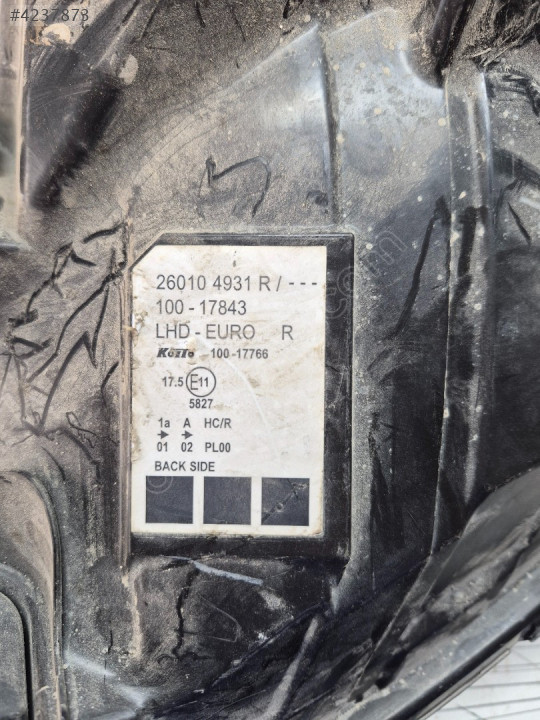 #4237873
26010 4931 R / - - -
100 - 17843
LHD - EURO R
Koito 100-17766
17.5 E11
5827
1a A HC/R
01 02 PL00
BACK SIDE